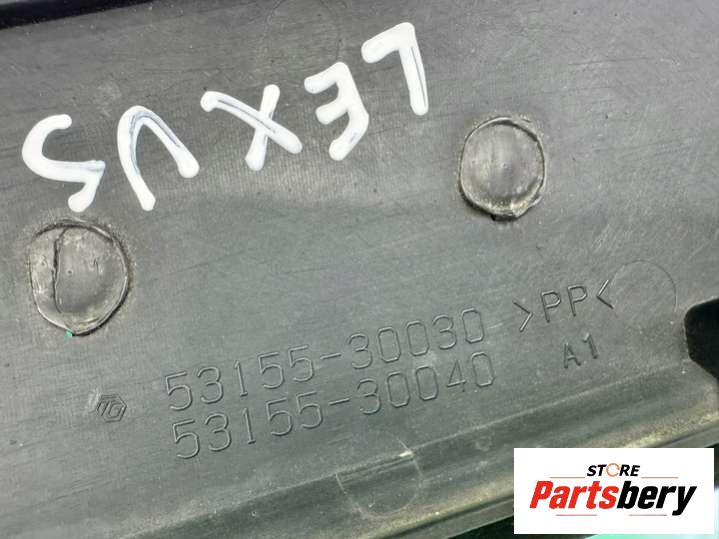 LEXUS
53155-30030 >PP<
53155-30040 A1
STORE
Partsbery